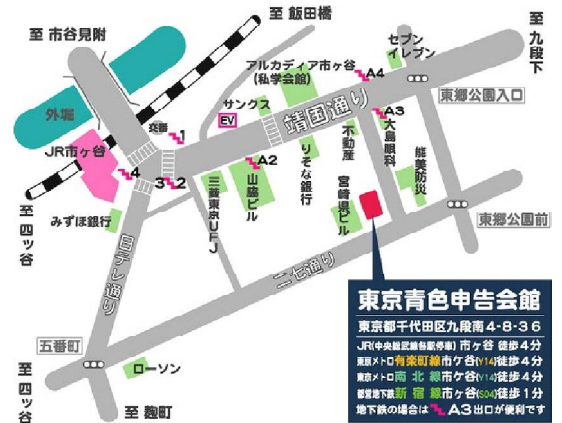 至 飯田橋
至 市谷見附
至 九段下
セブン
イレブン
アルカディア市ヶ谷
(私学会館)
A4
外堀
サンクス
EV
交番
1
靖国通り
東郷公園入口
A3
JR市ヶ谷
4
3
2
A2
不動産
大島眼科
能美防災
りそな銀行
三菱東京UFJ
山脇ビル
宮崎県ビル
至 四ッ谷
みずほ銀行
日テレ通り
二七通り
東郷公園前
五番町
ローソン
至 四ッ谷
至 麹町
東京青色申告会館
東京都千代田区九段南4-8-36
JR(中央総武線各駅停車) 市ヶ谷 徒歩4分
東京メトロ有楽町線市ケ谷(Y14)徒歩4分
東京メトロ南北線市ケ谷(Y14)徒歩4分
都営地下鉄新宿線市ヶ谷(S04)徒歩1分
地下鉄の場合はA3出口が便利です